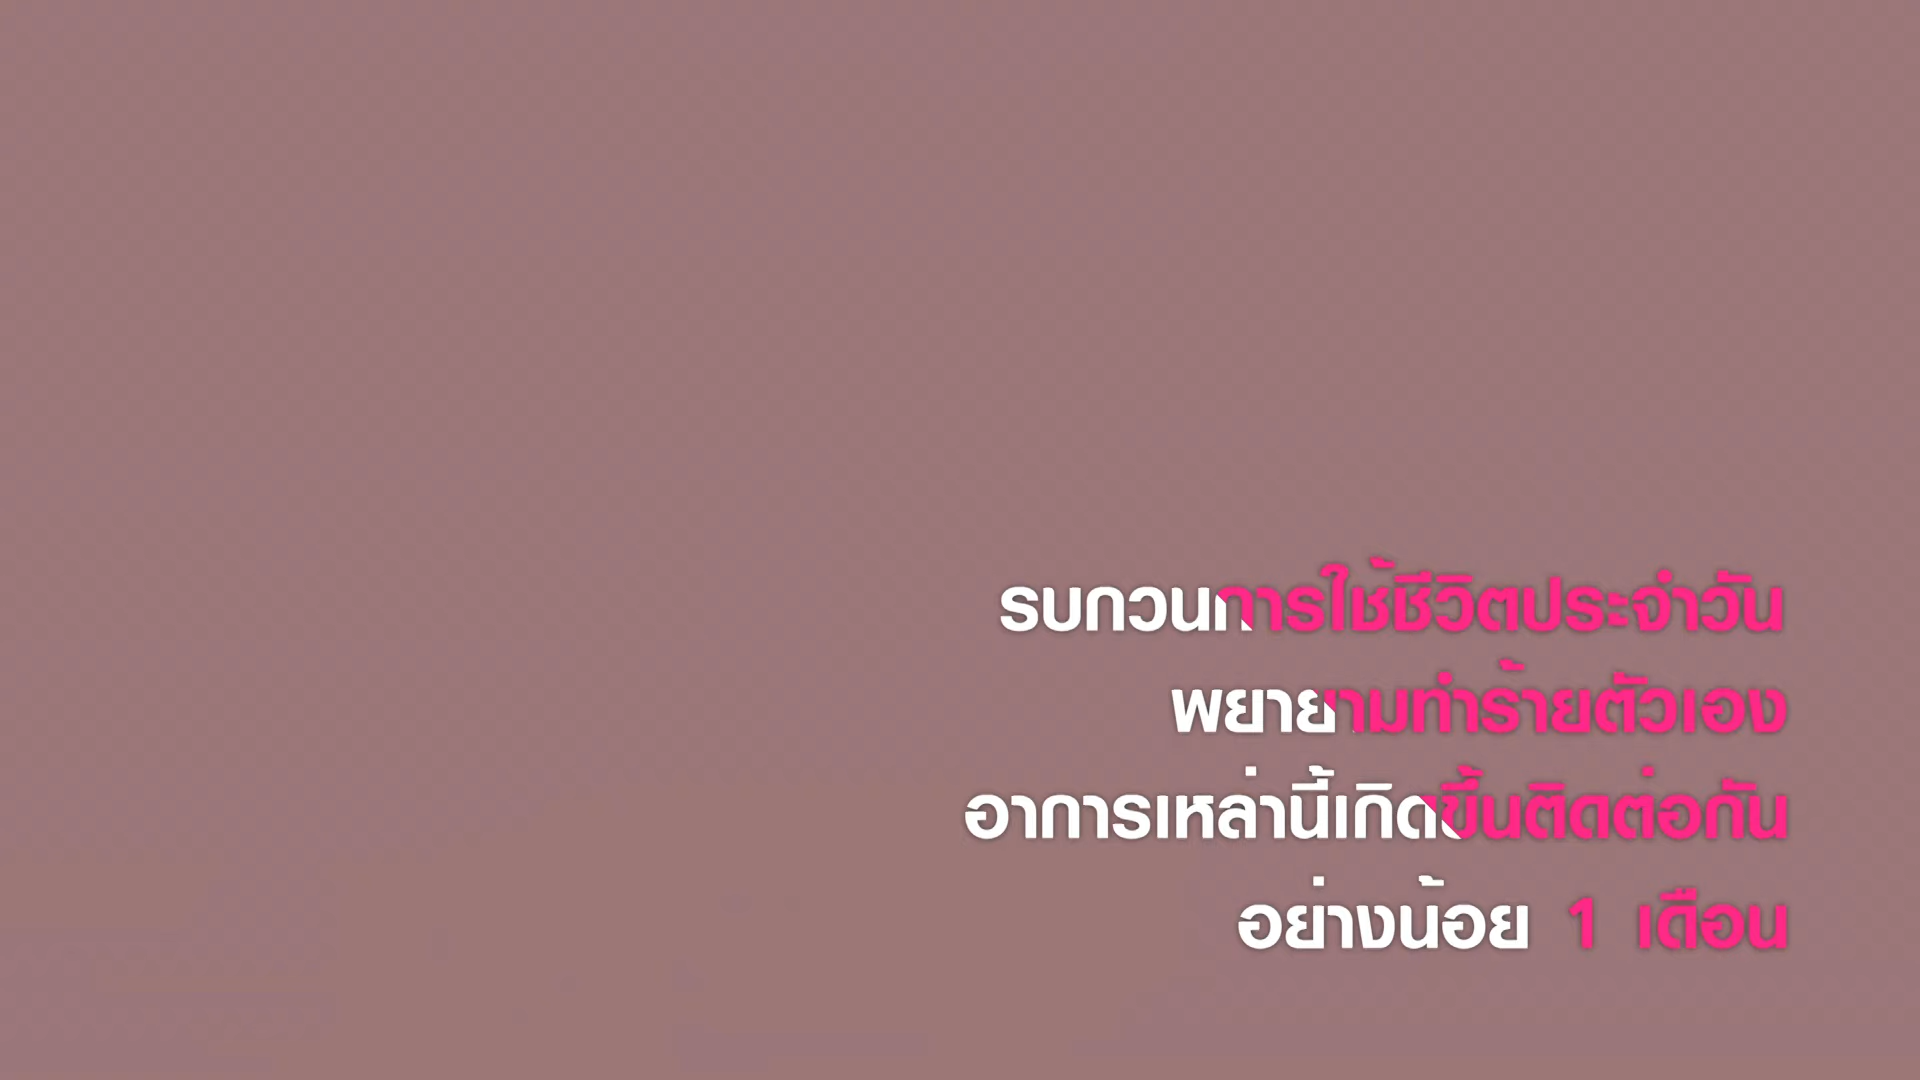 รบกวนการใช้ชีวิตประจำวัน
พยายามทำร้ายตัวเอง
อาการเหล่านี้เกิดขึ้นติดต่อกัน
อย่างน้อย 1 เดือน